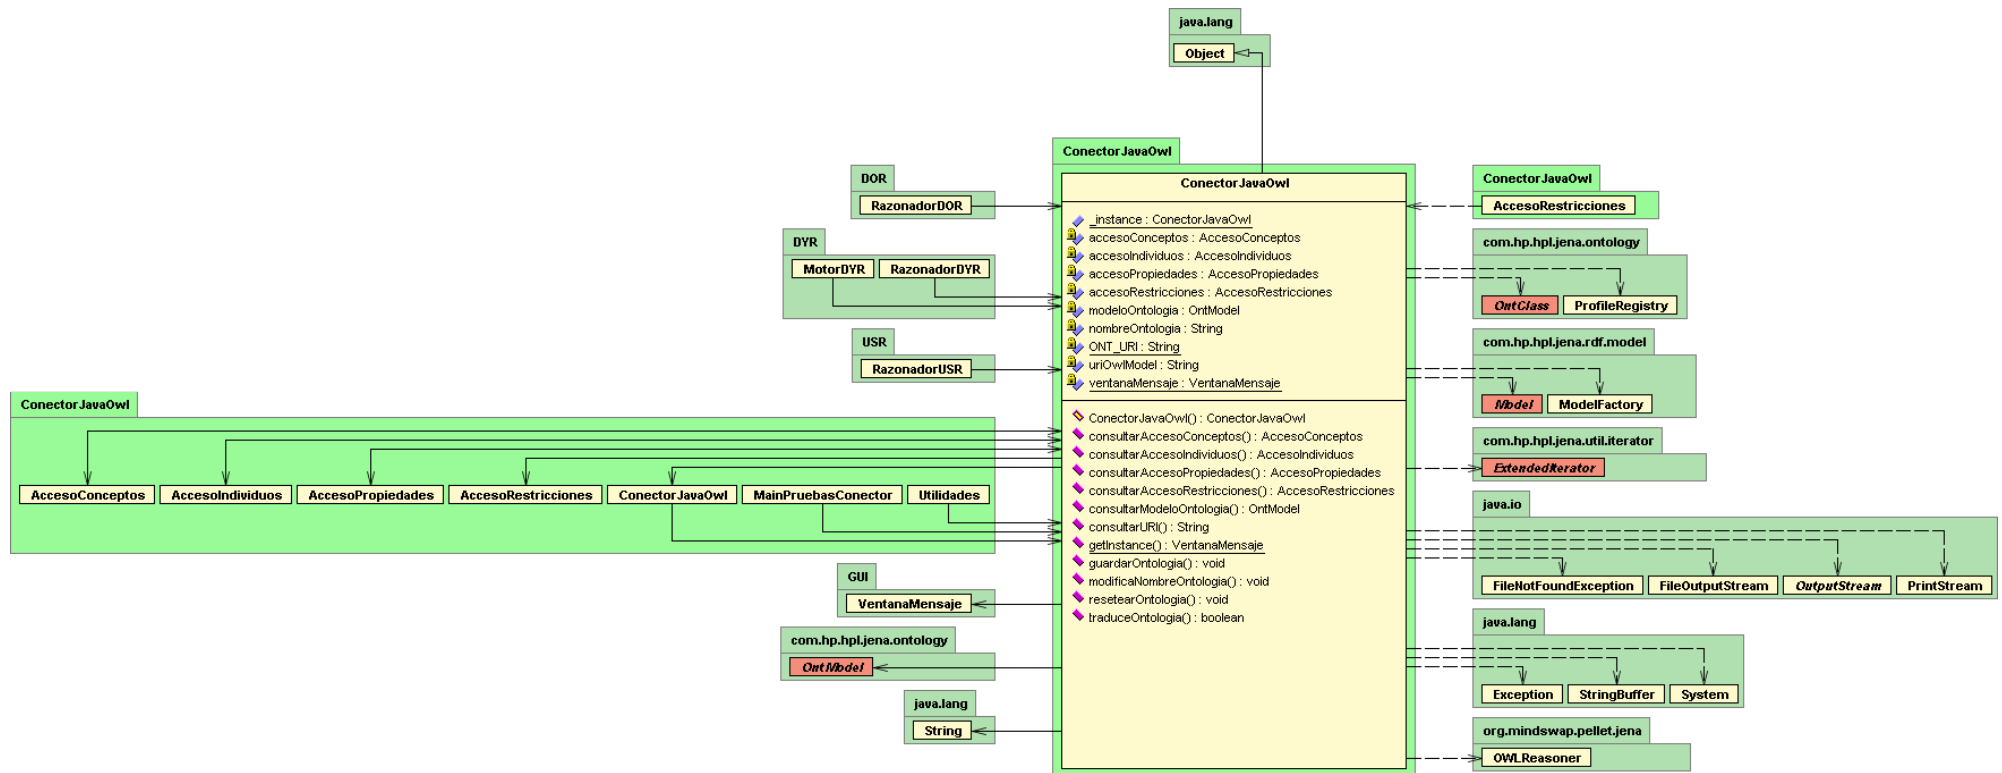 java.lang
Object
ConectorJavaOwl
ConectorJavaOwl
_instance : ConectorJavaOwl
accesoConceptos : AccesoConceptos
accesoIndividuos : AccesoIndividuos
accesoPropiedades : AccesoPropiedades
accesoRestricciones : AccesoRestricciones
modeloOntologia : OntModel
nombreOntologia : String
ONT_URI : String
uriOwlModel : String
ventanaMensaje : VentanaMensaje
ConectorJavaOwl() : ConectorJavaOwl
consultarAccesoConceptos() : AccesoConceptos
consultarAccesoIndividuos() : AccesoIndividuos
consultarAccesoPropiedades() : AccesoPropiedades
consultarAccesoRestricciones() : AccesoRestricciones
consultarModeloOntologia() : OntModel
consultarURI() : String
getInstance() : VentanaMensaje
guardarOntologia() : void
modificaNombreOntologia() : void
resetearOntologia() : void
traduceOntologia() : boolean
DOR
RazonadorDOR
DYR
MotorDYR RazonadorDYR
USR
RazonadorUSR
ConectorJavaOwl
AccesoConceptos AccesoIndividuos AccesoPropiedades AccesoRestricciones ConectorJavaOwl MainPruebasConector Utilidades
GUI
VentanaMensaje
com.hp.hpl.jena.ontology
OntModel
java.lang
String
ConectorJavaOwl
AccesoRestricciones
com.hp.hpl.jena.ontology
OntClass ProfileRegistry
com.hp.hpl.jena.rdf.model
Model ModelFactory
com.hp.hpl.jena.util.iterator
ExtendedIterator
java.io
FileNotFoundException FileOutputStream OutputStream PrintStream
java.lang
Exception StringBuffer System
org.mindswap.pellet.jena
OWLReasoner